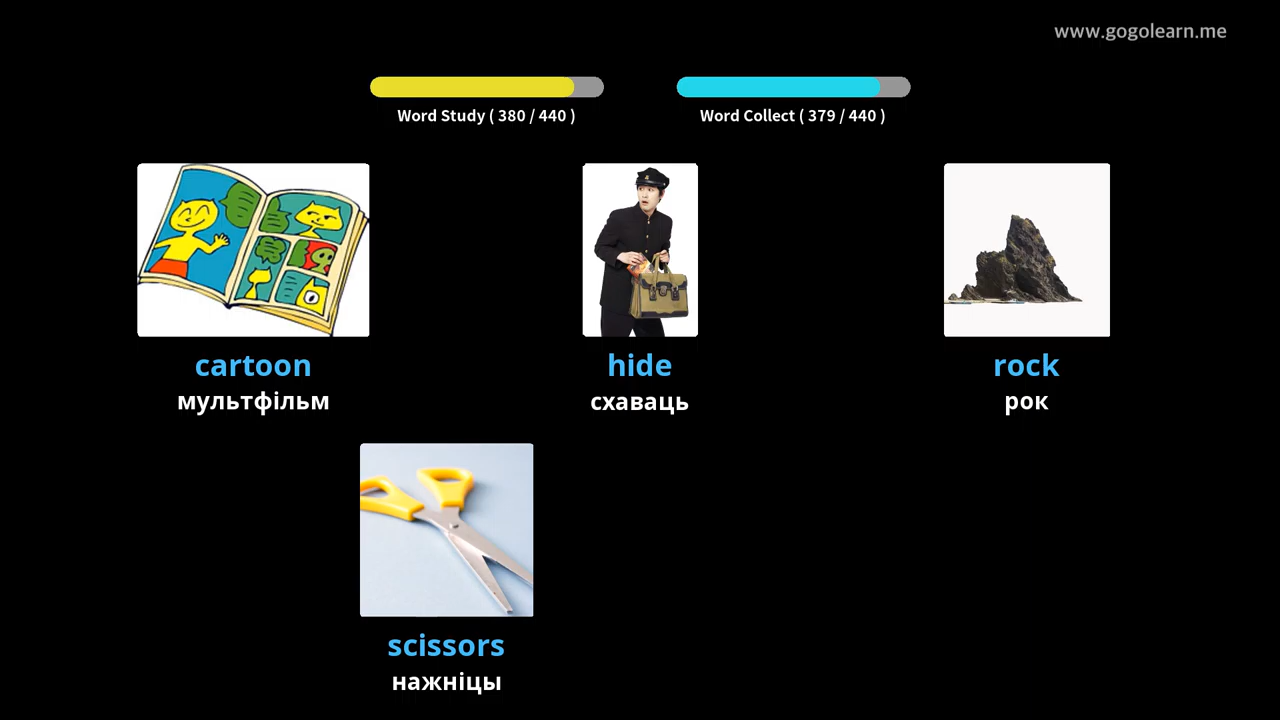 www.gogolearn.me
Word Study ( 380 / 440 )
Word Collect ( 379 / 440 )
cartoon
мультфільм
hide
схаваць
rock
рок
scissors
нажніцы